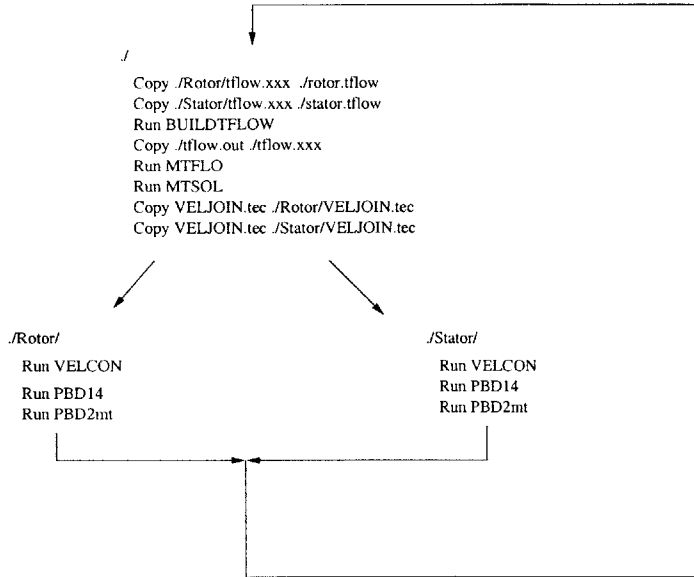 ./
Copy ./Rotor/tflow.xxx ./rotor.tflow
Copy ./Stator/tflow.xxx ./stator.tflow
Run BUILDTFLOW
Copy ./tflow.out ./tflow.xxx
Run MTFLO
Run MTSOL
Copy VELJOIN.tec ./Rotor/VELJOIN.tec
Copy VELJOIN.tec ./Stator/VELJOIN.tec
./Rotor/
Run VELCON
Run PBD14
Run PBD2mt
./Stator/
Run VELCON
Run PBD14
Run PBD2mt